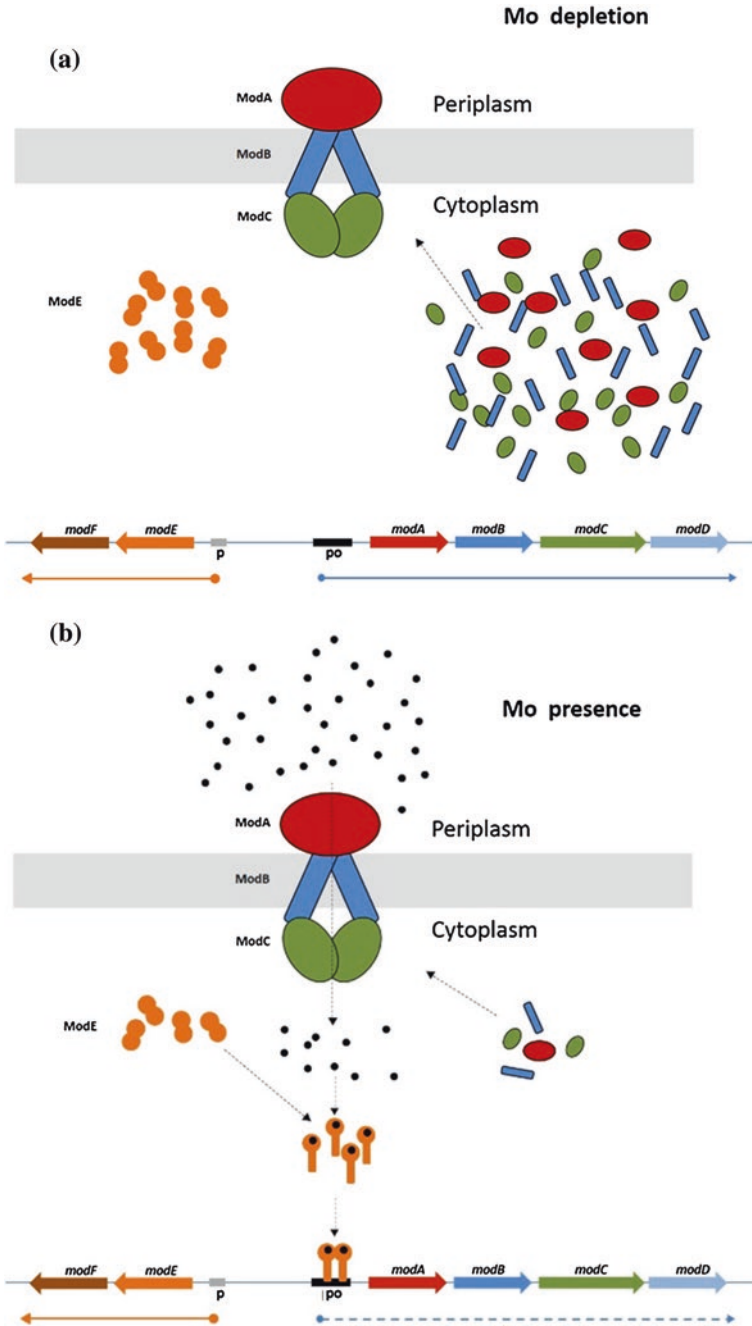 Mo depletion
(a)
ModA
Periplasm
ModB
Cytoplasm
ModC
ModE
modF modE modA modB modC modD
p po
(b)
Mo presence
ModA
Periplasm
ModB
Cytoplasm
ModC
ModE
modF modE modA modB modC modD
p po